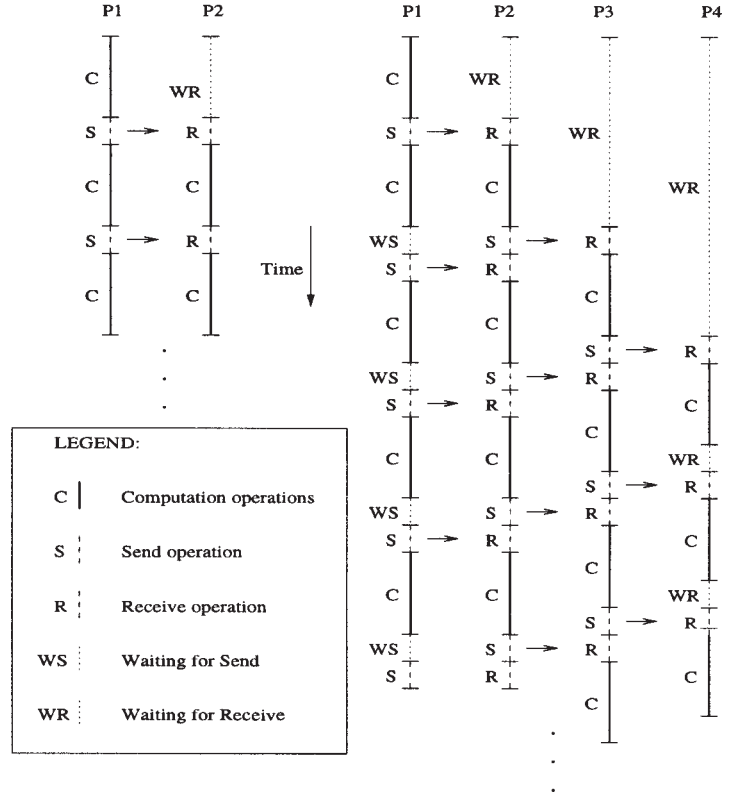 P1 P2
C
WR
S R
C C
S R
C C
Time
P1 P2 P3 P4
C WR
S R WR
C C WR
WS S R
S R
C
C C
S R
WS S R
S R C
C
C C WR
S R
WS S R
S R C
C
C C WR
S R
WS S R
S R C
C
LEGEND:
C Computation operations
S Send operation
R Receive operation
WS Waiting for Send
WR Waiting for Receive